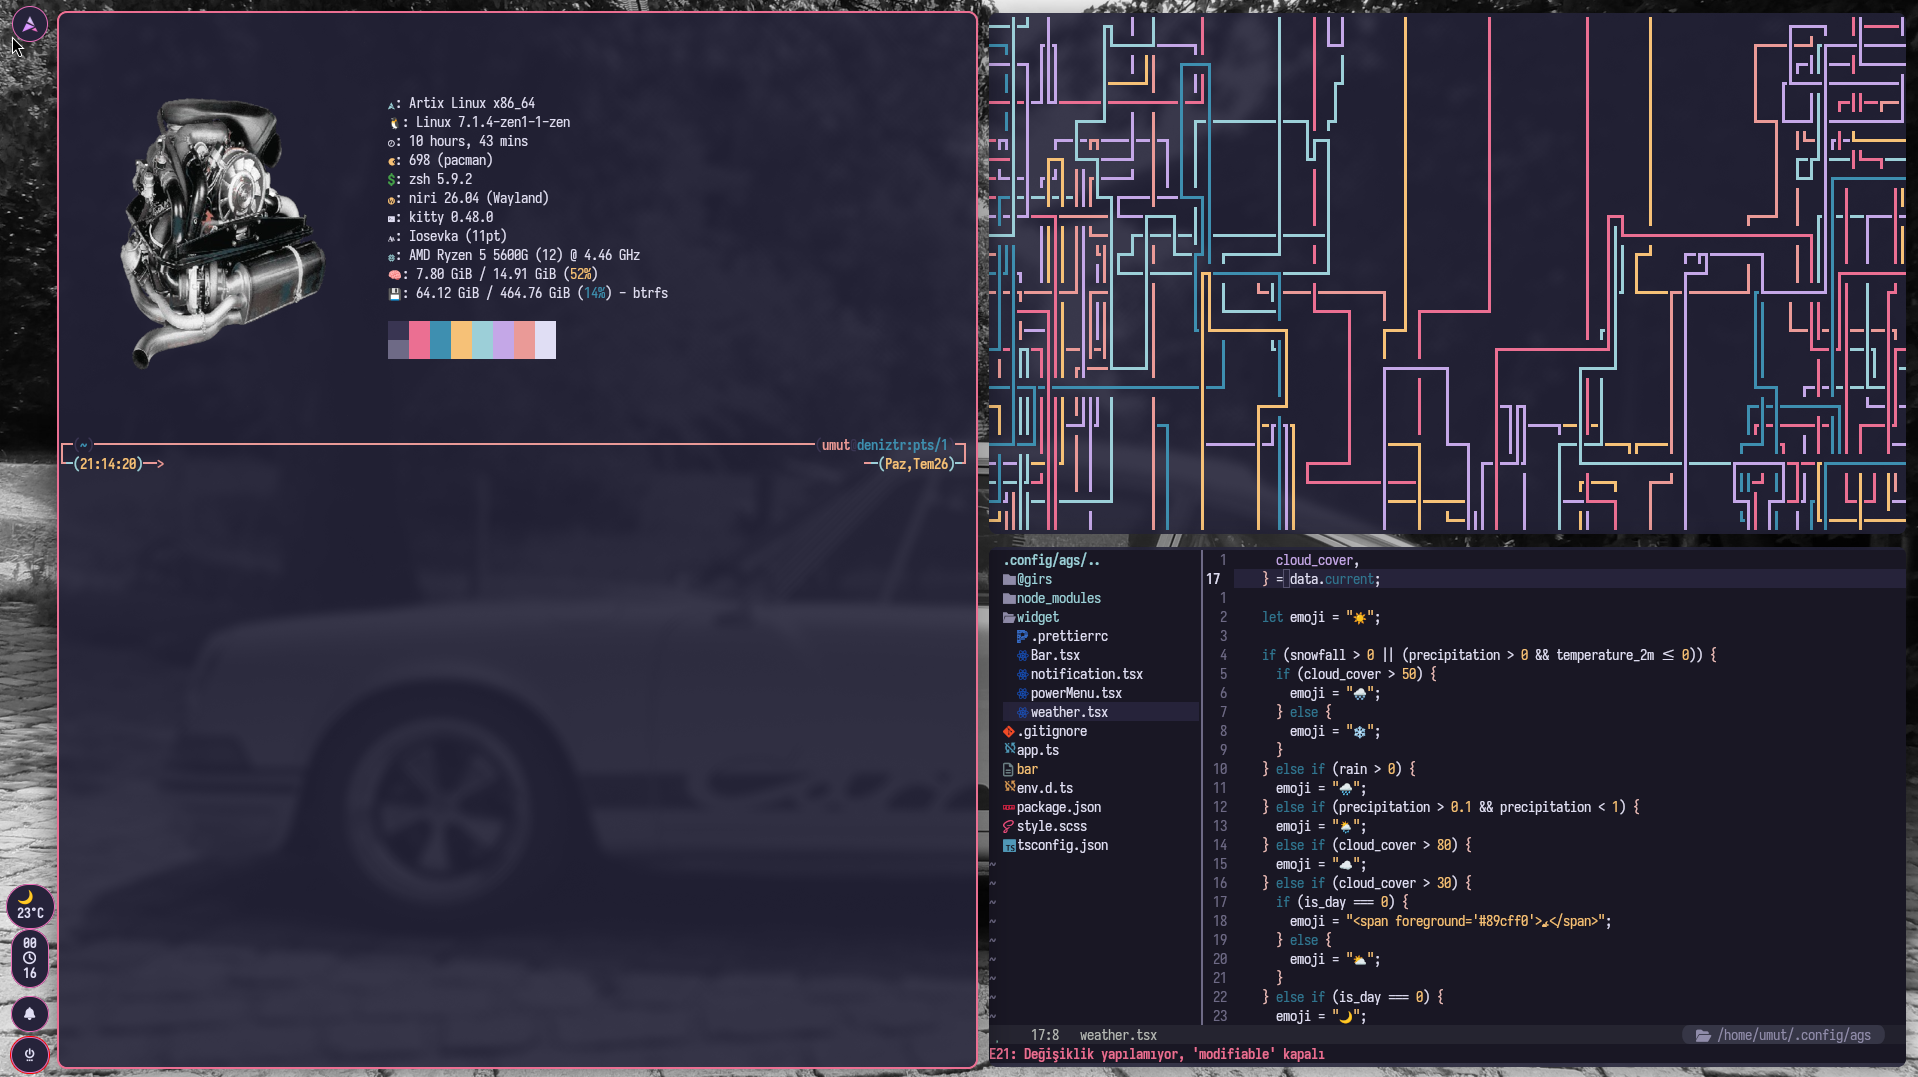 : Artix Linux x86_64
: Linux 7.1.4-zen1-1-zen
: 10 hours, 43 mins
: 698 (pacman)
$: zsh 5.9.2
: niri 26.04 (Wayland)
: kitty 0.48.0
: Iosevka (11pt)
: AMD Ryzen 5 5600G (12) @ 4.46 GHz
: 7.80 GiB / 14.91 GiB (52%)
: 64.12 GiB / 464.76 GiB (14%) - btrfs
(~) (umut@deniztr:pts/1)
(21:14:20)—> —(Paz,Tem26)
23°C
00
16
.config/ags/..
@girs
node_modules
widget
.prettierrc
Bar.tsx
notification.tsx
powerMenu.tsx
weather.tsx
.gitignore
app.ts
bar
env.d.ts
package.json
style.scss
tsconfig.json
1 cloud_cover,
17 } = data.current;
1
2 let emoji = "☀️";
3
4 if (snowfall > 0 || (precipitation > 0 && temperature_2m ≤ 0)) {
5 if (cloud_cover > 50) {
6 emoji = "🌨️";
7 } else {
8 emoji = "❄️";
9 }
10 } else if (rain > 0) {
11 emoji = "🌧️";
12 } else if (precipitation > 0.1 && precipitation < 1) {
13 emoji = "🌦️";
14 } else if (cloud_cover > 80) {
15 emoji = "☁️";
16 } else if (cloud_cover > 30) {
17 if (is_day === 0) {
18 emoji = "<span foreground='#89cff0'></span>";
19 } else {
20 emoji = "⛅";
21 }
22 } else if (is_day === 0) {
23 emoji = "🌙";
17:8 weather.tsx /home/umut/.config/ags
E21: Değişiklik yapılamıyor, 'modifiable' kapalı